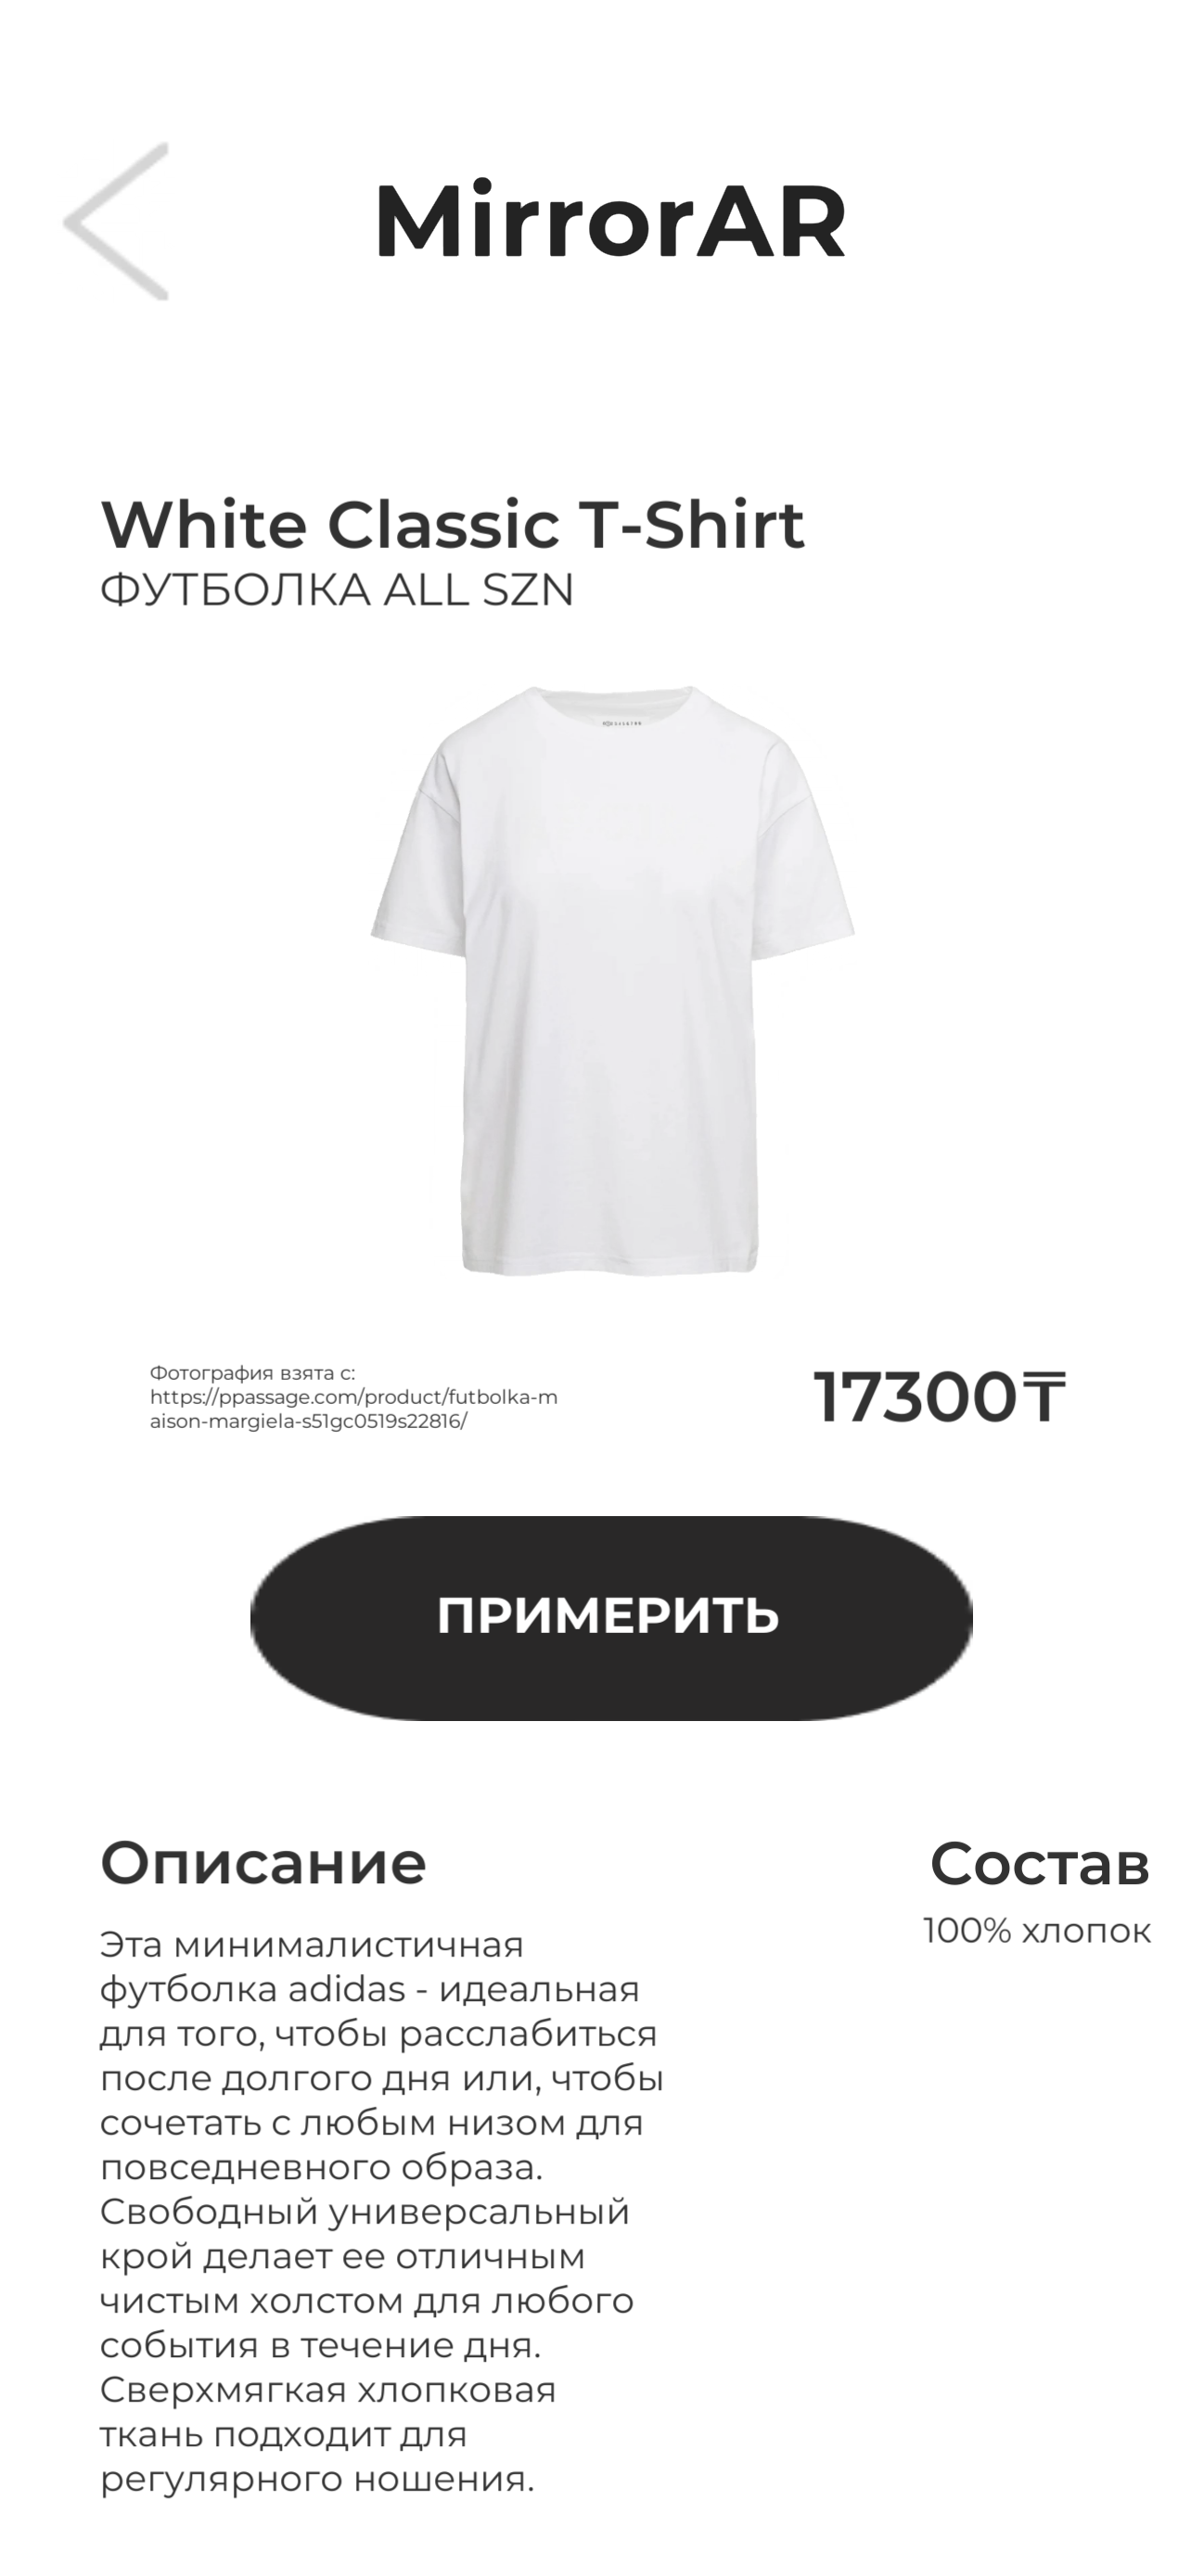 MirrorAR
White Classic T-Shirt
ФУТБОЛКА ALL SZN
Фотография взята с:
https://ppassage.com/product/futbolka-m
aison-margiela-s51gc0519s22816/
17300₸
ПРИМЕРИТЬ
Описание
Эта минималистичная
футболка adidas - идеальная
для того, чтобы расслабиться
после долгого дня или, чтобы
сочетать с любым низом для
повседневного образа.
Свободный универсальный
крой делает ее отличным
чистым холстом для любого
события в течение дня.
Сверхмягкая хлопковая
ткань подходит для
регулярного ношения.
Состав
100% хлопок